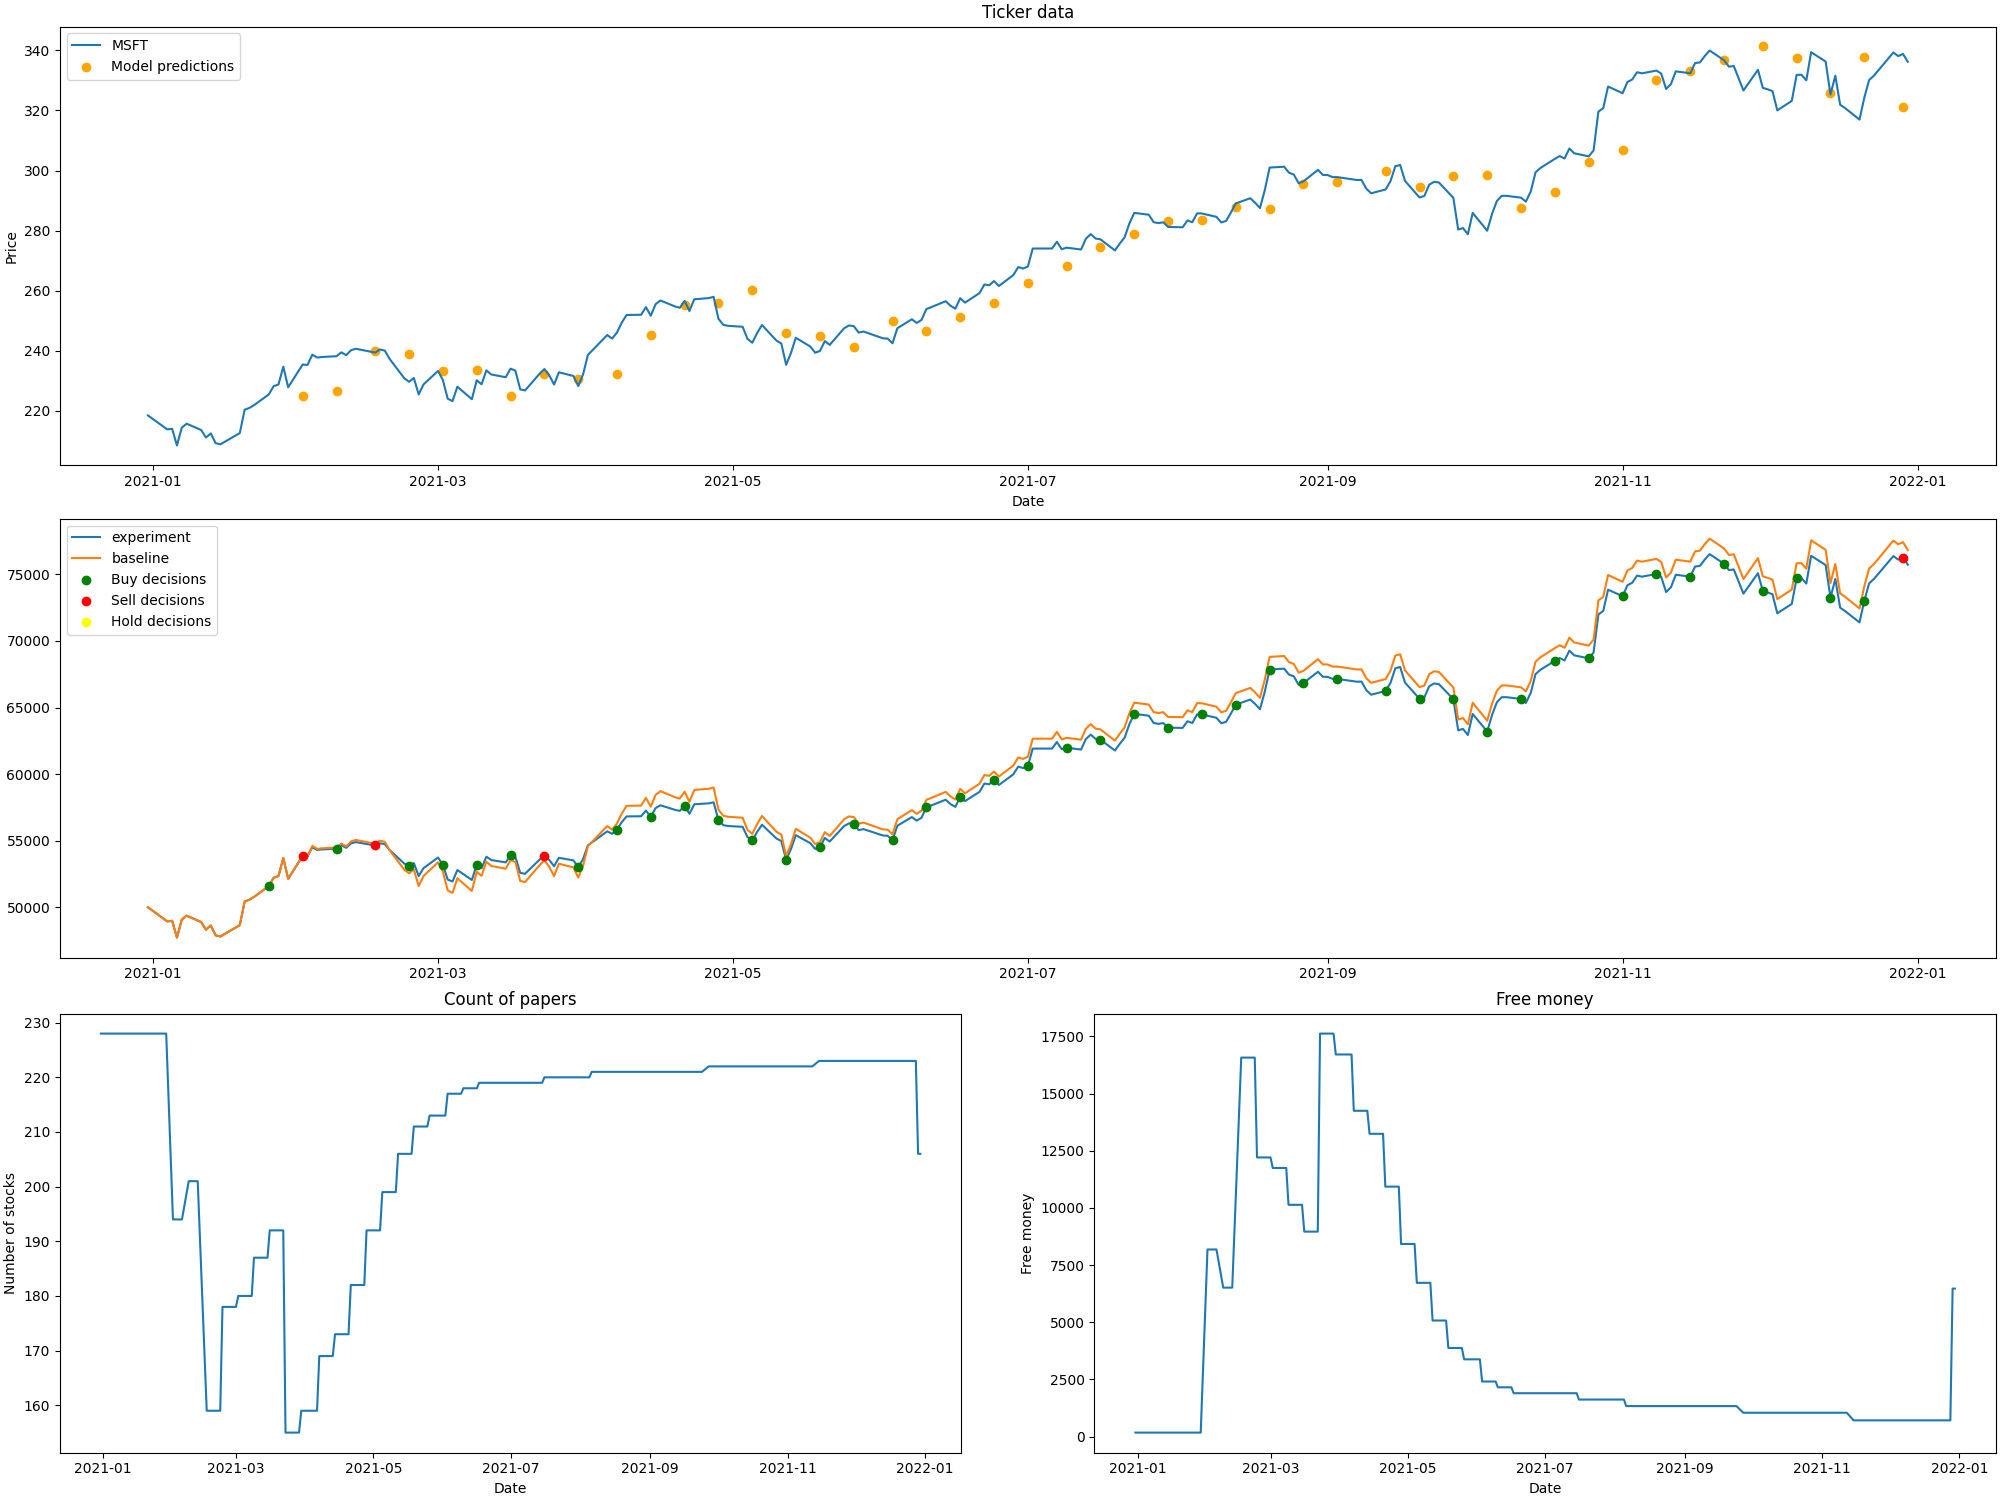 Ticker data
MSFT
Model predictions
340
320
300
280
260
240
220
Price
2021-01 2021-03 2021-05 2021-07 2021-09 2021-11 2022-01
Date
experiment
baseline
Buy decisions
Sell decisions
Hold decisions
75000
70000
65000
60000
55000
50000
2021-01 2021-03 2021-05 2021-07 2021-09 2021-11 2022-01
Count of papers
230
220
210
200
190
180
170
160
Number of stocks
2021-01 2021-03 2021-05 2021-07 2021-09 2021-11 2022-01
Date
Free money
17500
15000
12500
10000
7500
5000
2500
0
Free money
2021-01 2021-03 2021-05 2021-07 2021-09 2021-11 2022-01
Date